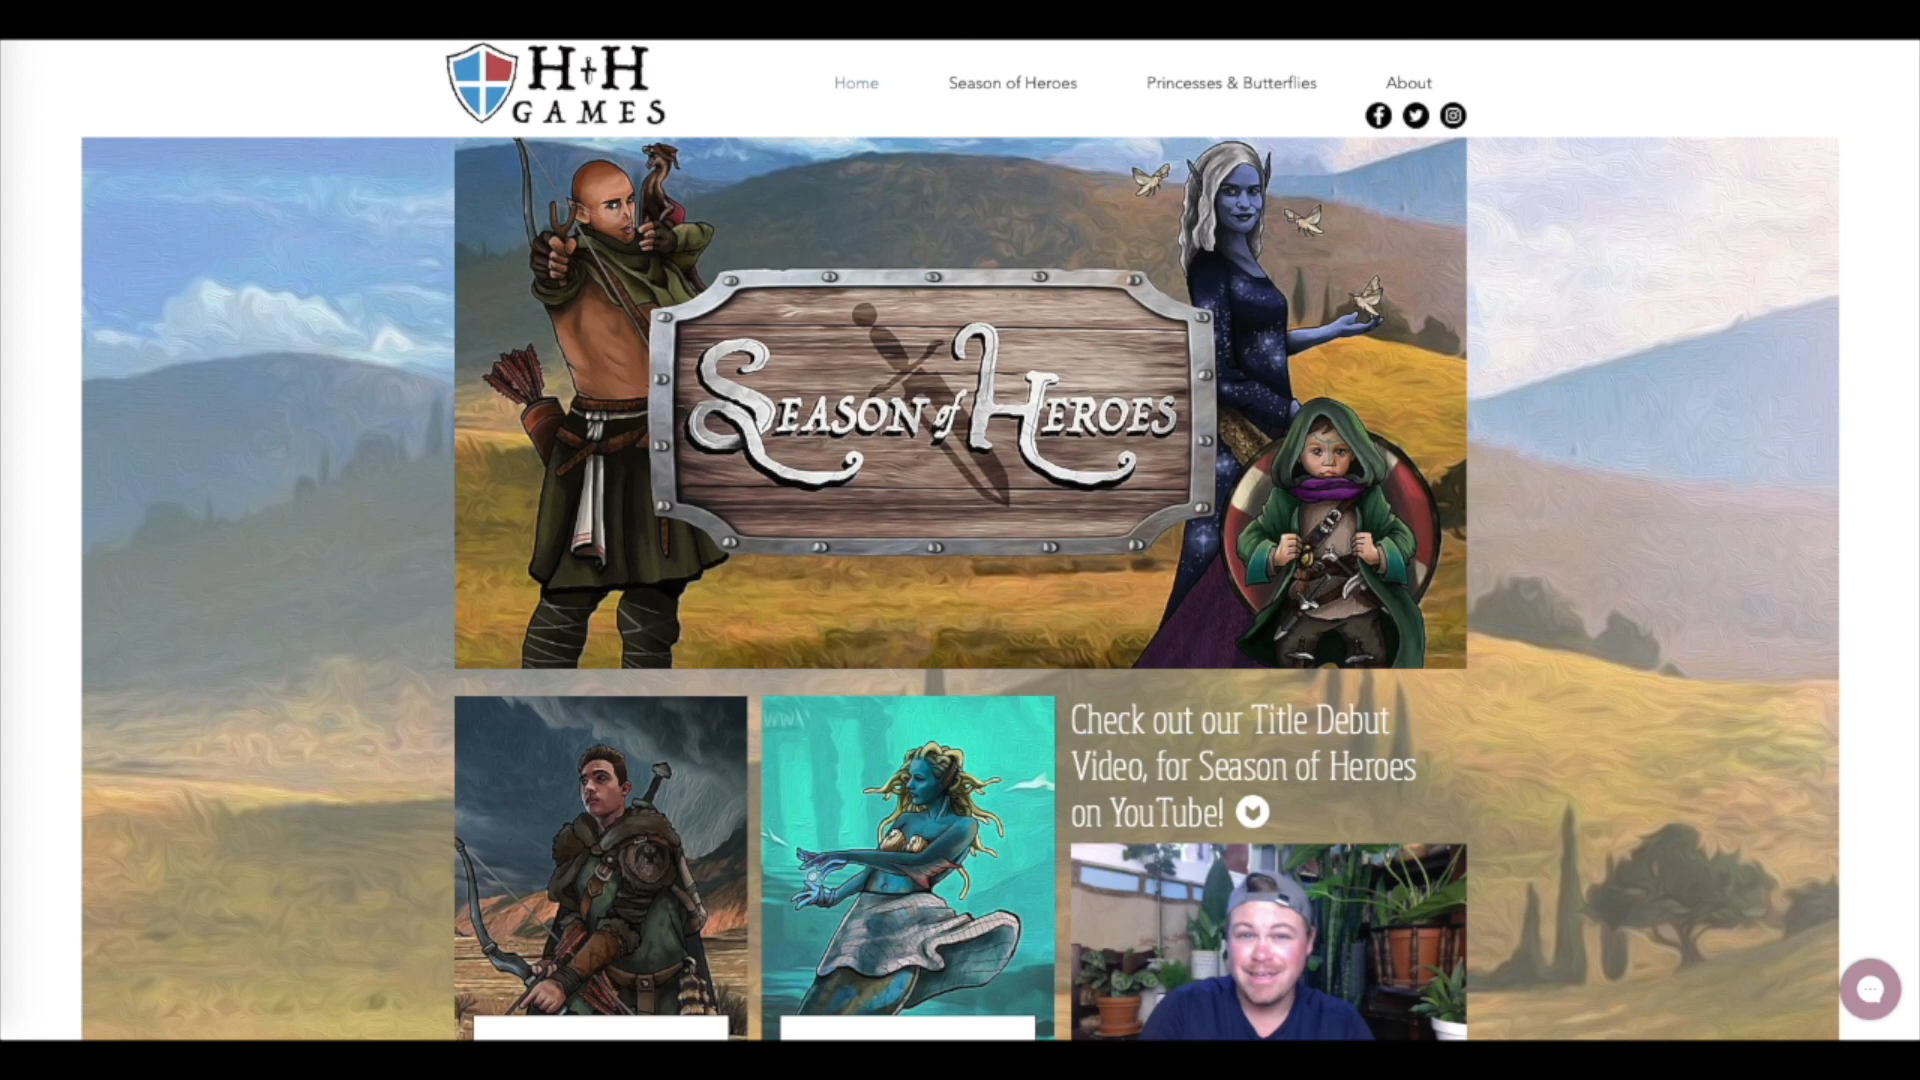 H+H
GAMES
Home Season of Heroes Princesses & Butterflies About
SEASON of HEROES
Check out our Title Debut
Video, for Season of Heroes
on YouTube!